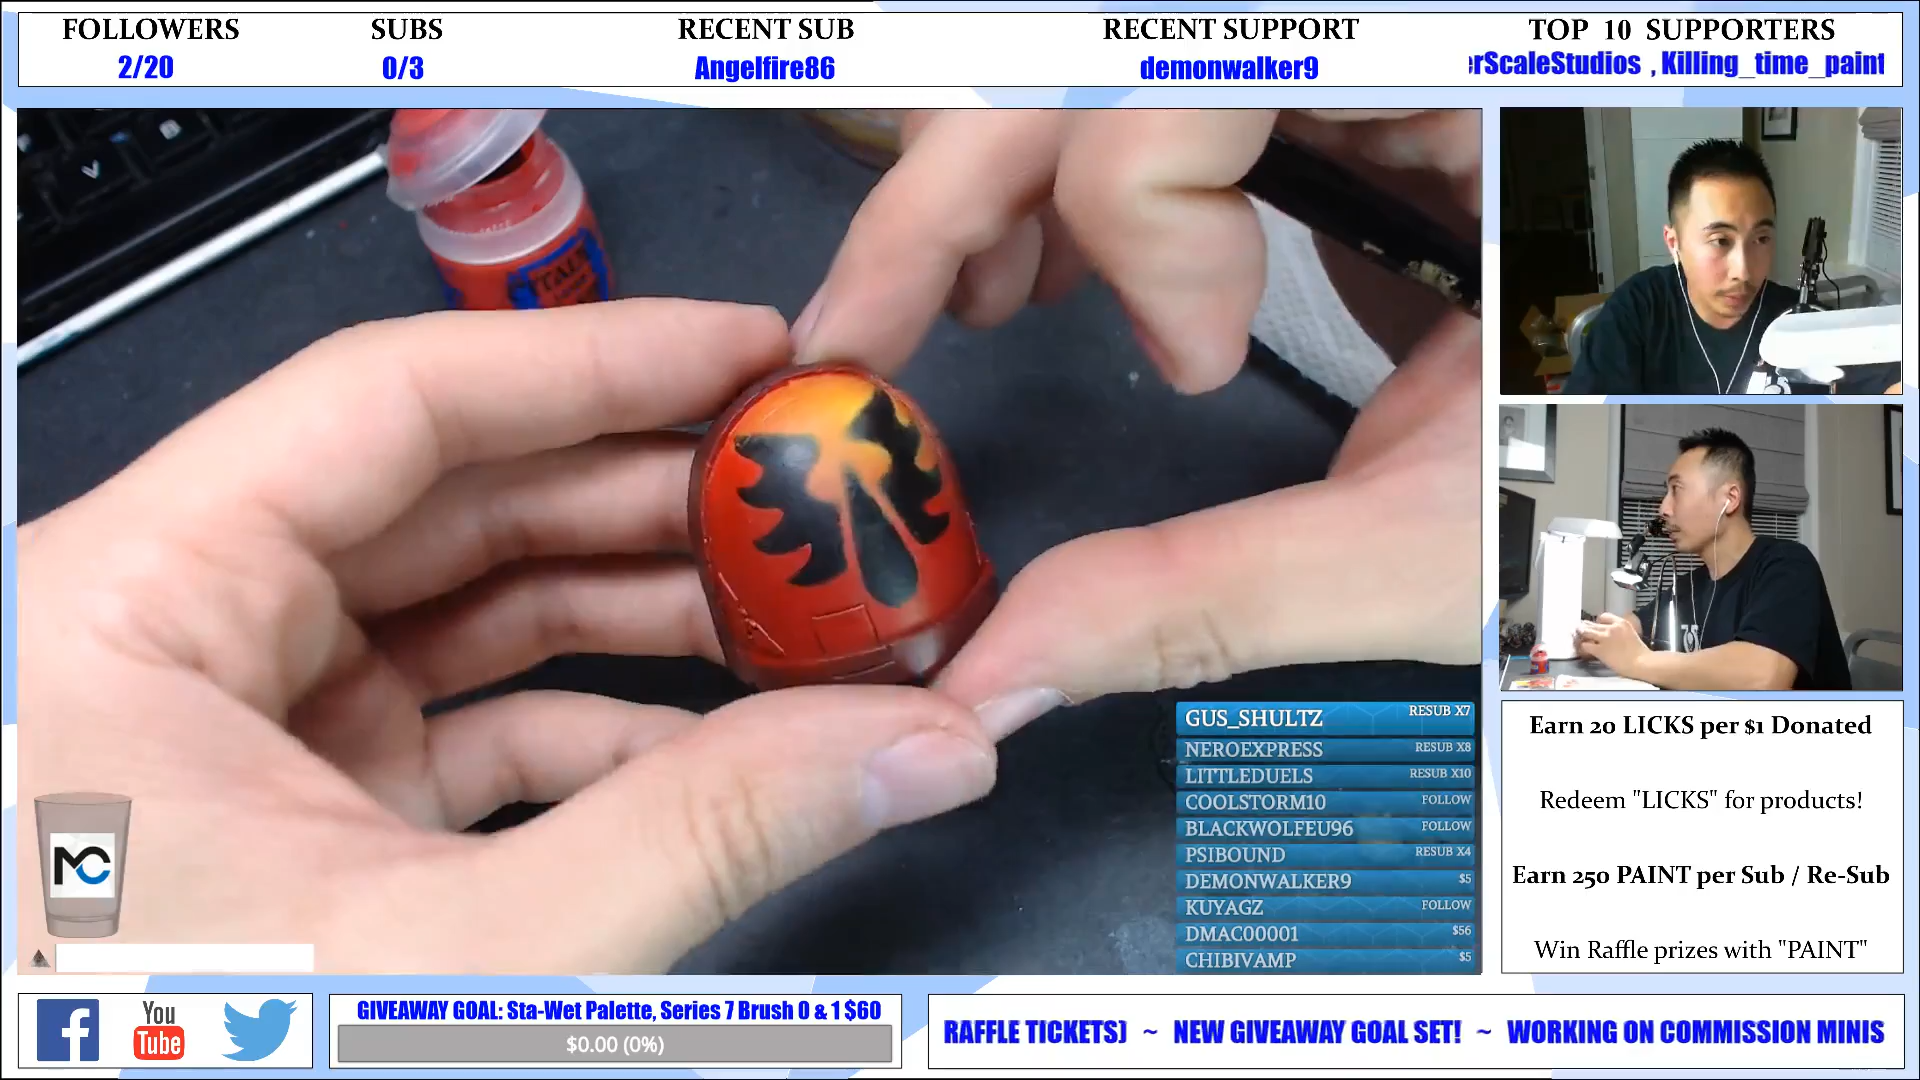 FOLLOWERS
2/20
SUBS
0/3
RECENT SUB
Angelfire86
RECENT SUPPORT
demonwalker9
TOP 10 SUPPORTERS
rScaleStudios , Killing_time_paint
V
GUS_SHULTZ RESUB X7
NEROEXPRESS RESUB X8
LITTLEDUELS RESUB X10
COOLSTORM10 FOLLOW
BLACKWOLFEU96 FOLLOW
PSIBOUND RESUB X4
DEMONWALKER9 $5
KUYAGZ FOLLOW
DMAC00001 $56
CHIBIVAMP $5
MC
Earn 20 LICKS per $1 Donated
Redeem "LICKS" for products!
Earn 250 PAINT per Sub / Re-Sub
Win Raffle prizes with "PAINT"
f
You
Tube
GIVEAWAY GOAL: Sta-Wet Palette, Series 7 Brush 0 & 1 $60
$0.00 (0%)
RAFFLE TICKETS) ~ NEW GIVEAWAY GOAL SET! ~ WORKING ON COMMISSION MINIS